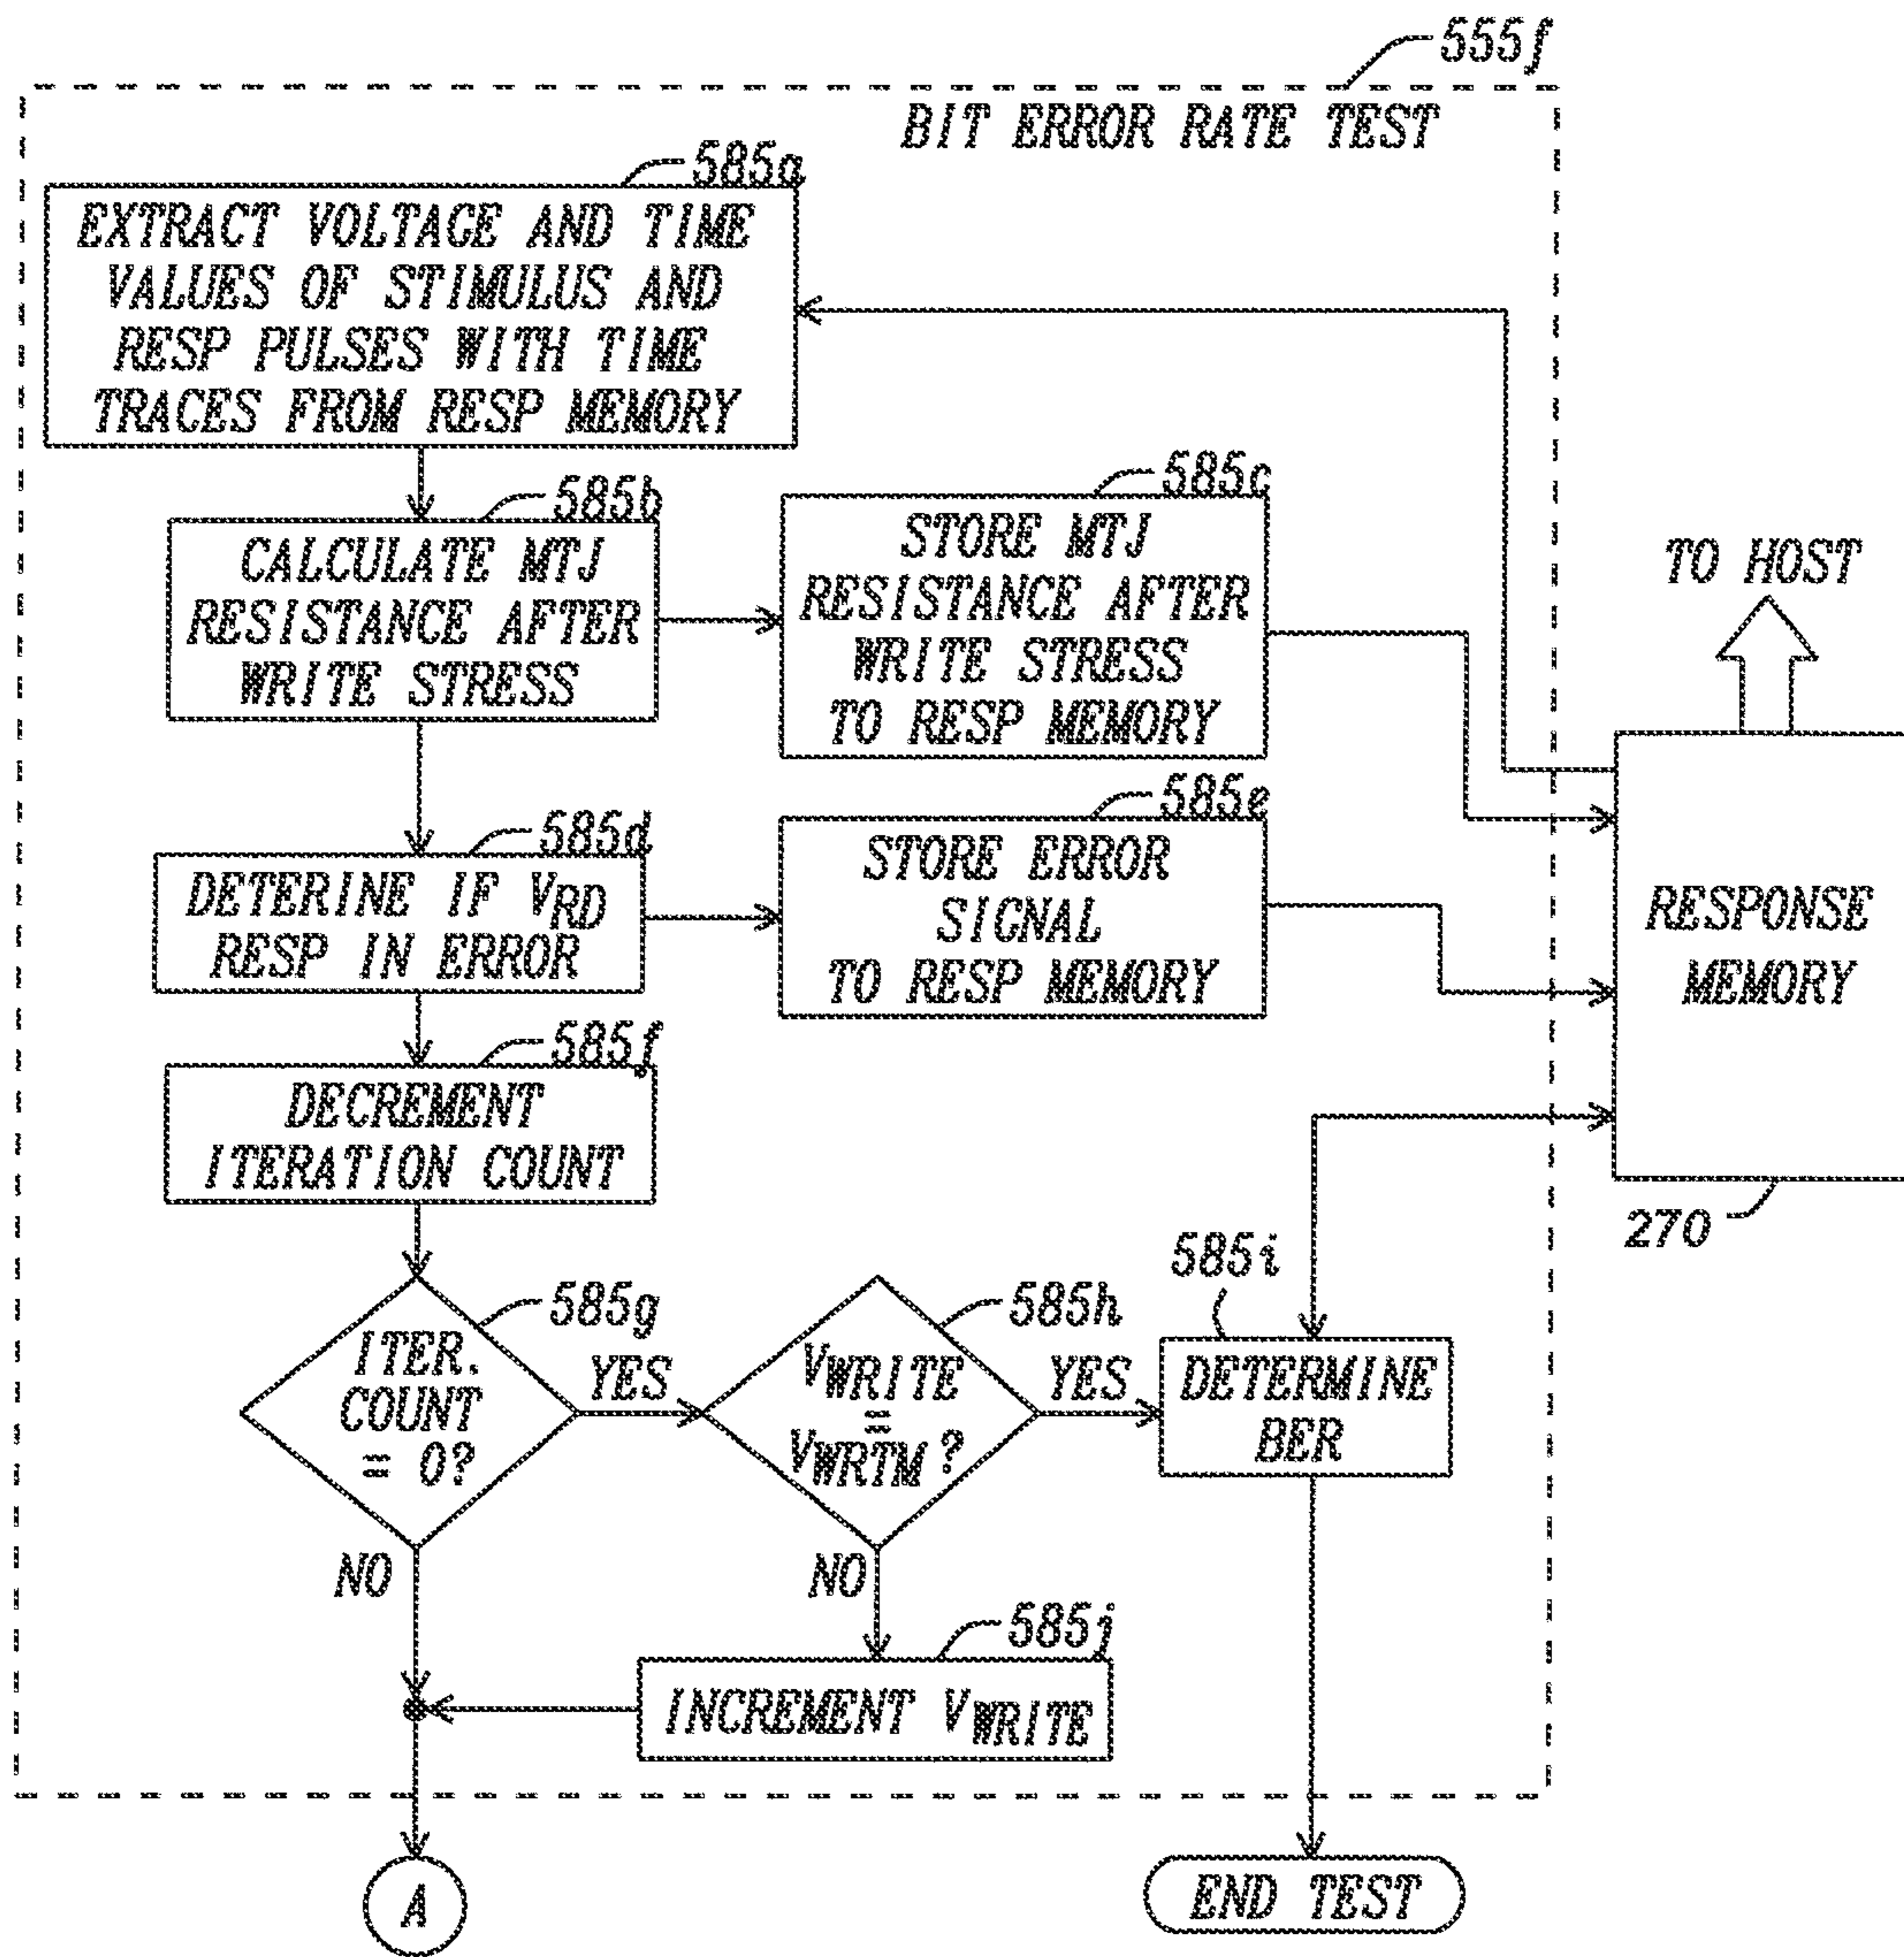 555f
BIT ERROR RATE TEST
585a
EXTRACT VOLTAGE AND TIME
VALUES OF STIMULUS AND
RESP PULSES WITH TIME
TRACES FROM RESP MEMORY
585b
CALCULATE MTJ
RESISTANCE AFTER
WRITE STRESS
585c
STORE MTJ
RESISTANCE AFTER
WRITE STRESS
TO RESP MEMORY
TO HOST
585d
DETERINE IF VRD
RESP IN ERROR
585e
STORE ERROR
SIGNAL
TO RESP MEMORY
RESPONSE
MEMORY
270
585f
DECREMENT
ITERATION COUNT
585g
ITER.
COUNT
= 0?
YES
NO
585h
VWRITE
=
VWRTM ?
YES
NO
585i
DETERMINE
BER
585j
INCREMENT VWRITE
A
END TEST